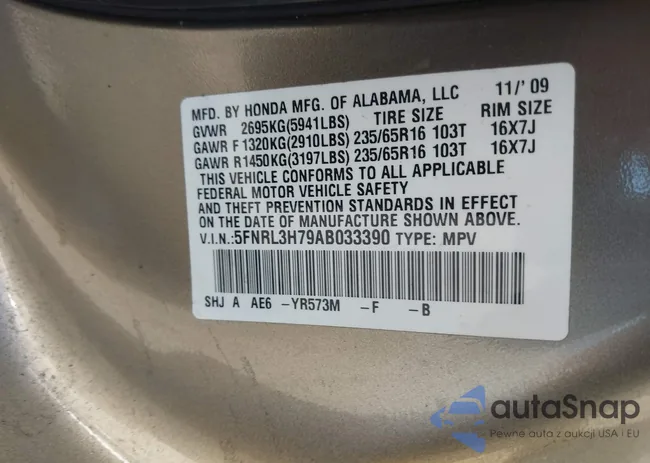 MFD. BY HONDA MFG. OF ALABAMA, LLC 11/'09
GVWR 2695KG(5941LBS) TIRE SIZE RIM SIZE
GAWR F1320KG(2910LBS) 235/65R16 103T 16X7J
GAWR R1450KG(3197LBS) 235/65R16 103T 16X7J
THIS VEHICLE CONFORMS TO ALL APPLICABLE
FEDERAL MOTOR VEHICLE SAFETY
AND THEFT PREVENTION STANDARDS IN EFFECT
ON THE DATE OF MANUFACTURE SHOWN ABOVE.
V.I.N.:5FNRL3H79AB033390 TYPE: MPV
SHJ A AE6 -YR573M -F -B
autaSnap
Pewne auta z aukcji USA i EU